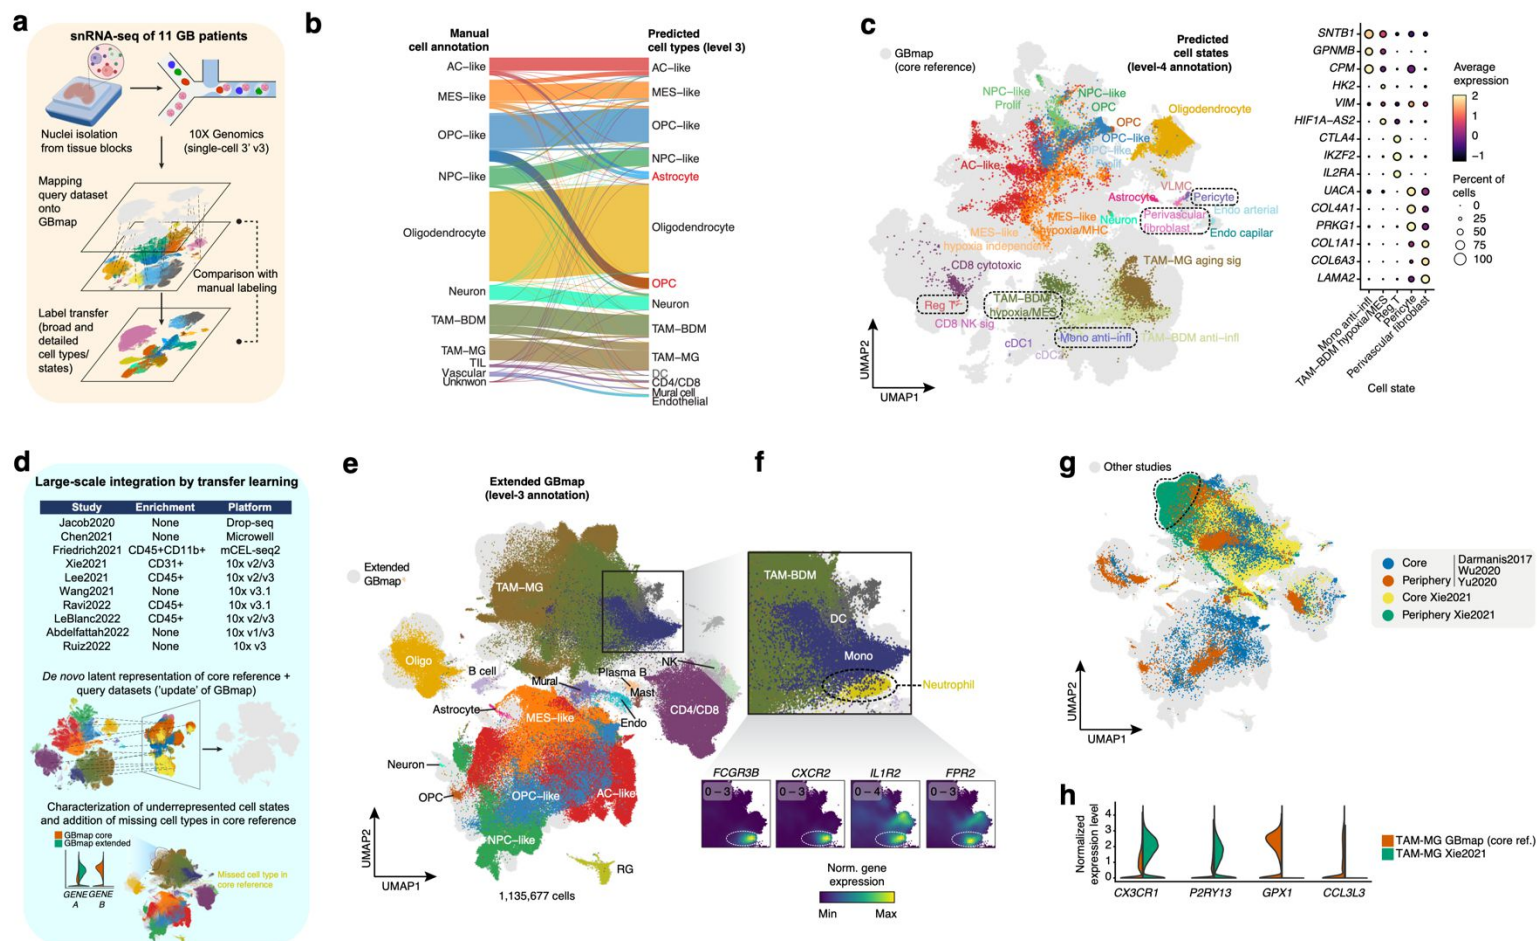 a
snRNA-seq of 11 GB patients
Nuclei isolation
from tissue blocks
10X Genomics
(single-cell 3' v3)
Mapping
query dataset
onto
GBmap
Comparison with
manual labeling
Label transfer
(broad and
detailed
cell types/
states)
b
Manual
cell annotation
Predicted
cell types (level 3)
AC-like
MES-like
OPC-like
NPC-like
Oligodendrocyte
Neuron
TAM-BDM
TAM-MG
TIL
Vascular
Unknwon
AC-like
MES-like
OPC-like
NPC-like
Astrocyte
Oligodendrocyte
OPC
Neuron
TAM-BDM
TAM-MG
DC
CD4/CD8
Mural cell
Endothelial
c
GBmap
(core reference)
Predicted
cell states
(level-4 annotation)
NPC-like
Prolif
NPC-like
OPC
OPC
OPC-like
OPC-like
Prolif
Oligodendrocyte
AC-like
VLMC
Astrocyte
Pericyte
Neuron
Perivascular
fibroblast
Endo arterial
Endo capilar
MES-like
hypoxia/MHC
MES-like
hypoxia independent
CD8 cytotoxic
TAM-MG aging sig
Reg T
TAM-BDM
hypoxia/MES
CD8 NK sig
Mono anti-infl
TAM-BDM anti-infl
cDC1
UMAP2
UMAP1
SNTB1
GPNMB
CPM
HK2
VIM
HIF1A-AS2
CTLA4
IKZF2
IL2RA
UACA
COL4A1
PRKG1
COL1A1
COL6A3
LAMA2
Mono anti-infl
TAM-BDM hypoxia/MES
Reg T
Pericyte
Perivascular fibroblast
Cell state
Average
expression
2
1
0
-1
Percent of
cells
0
25
50
75
100
d
Large-scale integration by transfer learning
Study Enrichment Platform
Jacob2020 None Drop-seq
Chen2021 None Microwell
Friedrich2021 CD45+CD11b+ mCEL-seq2
Xie2021 CD31+ 10x v2/v3
Lee2021 CD45+ 10x v2/v3
Wang2021 None 10x v3.1
Ravi2022 CD45+ 10x v3.1
LeBlanc2022 CD45+ 10x v2/v3
Abdelfattah2022 None 10x v1/v3
Ruiz2022 None 10x v3
De novo latent representation of core reference +
query datasets ('update' of GBmap)
Characterization of underrepresented cell states
and addition of missing cell types in core reference
GBmap core
GBmap extended
GENE
A
GENE
B
Missed cell type in
core reference
e
Extended GBmap
(level-3 annotation)
Extended
GBmap
TAM-MG
Oligo
B cell
Mural
Plasma B
Mast
NK
Astrocyte
MES-like
Endo
CD4/CD8
Neuron
OPC
OPC-like
AC-like
NPC-like
RG
UMAP2
UMAP1
1,135,677 cells
f
TAM-BDM
DC
Mono
Neutrophil
FCGR3B
CXCR2
IL1R2
FPR2
0 – 3
0 – 3
0 – 4
0 – 3
Norm. gene
expression
Min
Max
g
Other studies
Core
Periphery
Darmanis2017
Wu2020
Yu2020
Core Xie2021
Periphery Xie2021
UMAP2
UMAP1
h
Normalized
expression level
4
3
2
1
0
CX3CR1
P2RY13
GPX1
CCL3L3
TAM-MG GBmap (core ref.)
TAM-MG Xie2021